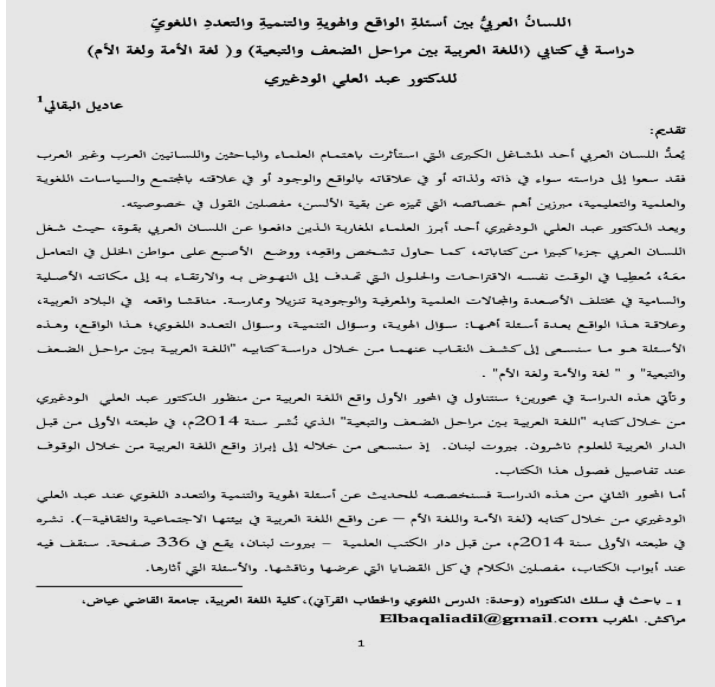 اللسانُ العربيُّ بين أسئلةِ الواقع والهويةِ والتنميةِ والتعددِ اللغويّ
دراسة في كتابي (اللغة العربية بين مراحل الضعف والتبعية) و( لغة الأمة ولغة الأم)
للدكتور عبد العلي الودغيري
عاديل البقالي1
تقديم:
يُعدُّ اللسان العربي أحد المشاغل الكبرى التي استأثرت باهتمام العلماء والباحثين واللسانيين العرب وغير العرب
فقد سعوا إلى دراسته سواء في ذاته ولذاته أو في علاقاته بالواقع والوجود أو في علاقته بالمجتمع والسياسات اللغوية
والعلمية والتعليمية، مبرزين أهم خصائصه التي تميزه عن بقية الألسن، مفصلين القول في خصوصيته.
ويعد الدكتور عبد العلي الودغيري أحد أبرز العلماء المغاربة الذين دافعوا عن اللسان العربي بقوة، حيث شغل
اللسان العربي جزءا كبيرا من كتاباته، كما حاول تشخص واقعه، ووضع الأصبع على مواطن الخلل في التعامل
معَهُ، مُعطِيا في الوقت نفسه الاقتراحات والحلول التي تهدف إلى النهوض به والارتقاء به إلى مكانته الأصلية
والسامية في مختلف الأصعدة والمجالات العلمية والمعرفية والوجودية تنزيلا وممارسة. مناقشا واقعه في البلاد العربية،
وعلاقة هذا الواقع بعدة أسئلة أهمها: سؤال الهوية، وسؤال التنمية، وسؤال التعدد اللغوي؛ هذا الواقع، وهذه
الأسئلة هو ما سنسعى إلى كشف النقاب عنهما من خلال دراسة كتابيه "اللغة العربية بين مراحل الضعف
والتبعية" و " لغة والأمة ولغة الأم" .
وتأتي هذه الدراسة في محورين؛ سنتناول في المحور الأول واقع اللغة العربية من منظور الدكتور عبد العلي الودغيري
من خلال كتابه "اللغة العربية بين مراحل الضعف والتبعية" الذي نُشر سنة 2014م، في طبعته الأولى من قبل
الدار العربية للعلوم ناشرون. بيروت لبنان. إذ سنسعى من خلاله إلى إبراز واقع اللغة العربية من خلال الوقوف
عند تفاصيل فصول هذا الكتاب.
أما المحور الثاني من هذه الدراسة فسنخصصه للحديث عن أسئلة الهوية والتنمية والتعدد اللغوي عند عبد العلي
الودغيري من خلال كتابه (لغة الأمة واللغة الأم – عن واقع اللغة العربية في بيئتها الاجتماعية والثقافية-). نشره
في طبعته الأولى سنة 2014م، من قبل دار الكتب العلمية – بيروت لبنان، يقع في 336 صفحة. سنقف فيه
عند أبواب الكتاب، مفصلين الكلام في كل القضايا التي عرضها وناقشها. والأسئلة التي أثارها.
1 ـ باحث في سلك الدكتوراه (وحدة: الدرس اللغوي والخطاب القرآني)، كلية اللغة العربية، جامعة القاضي عياض،
مراكش. المغرب Elbaqaliadil@gmail.com
1